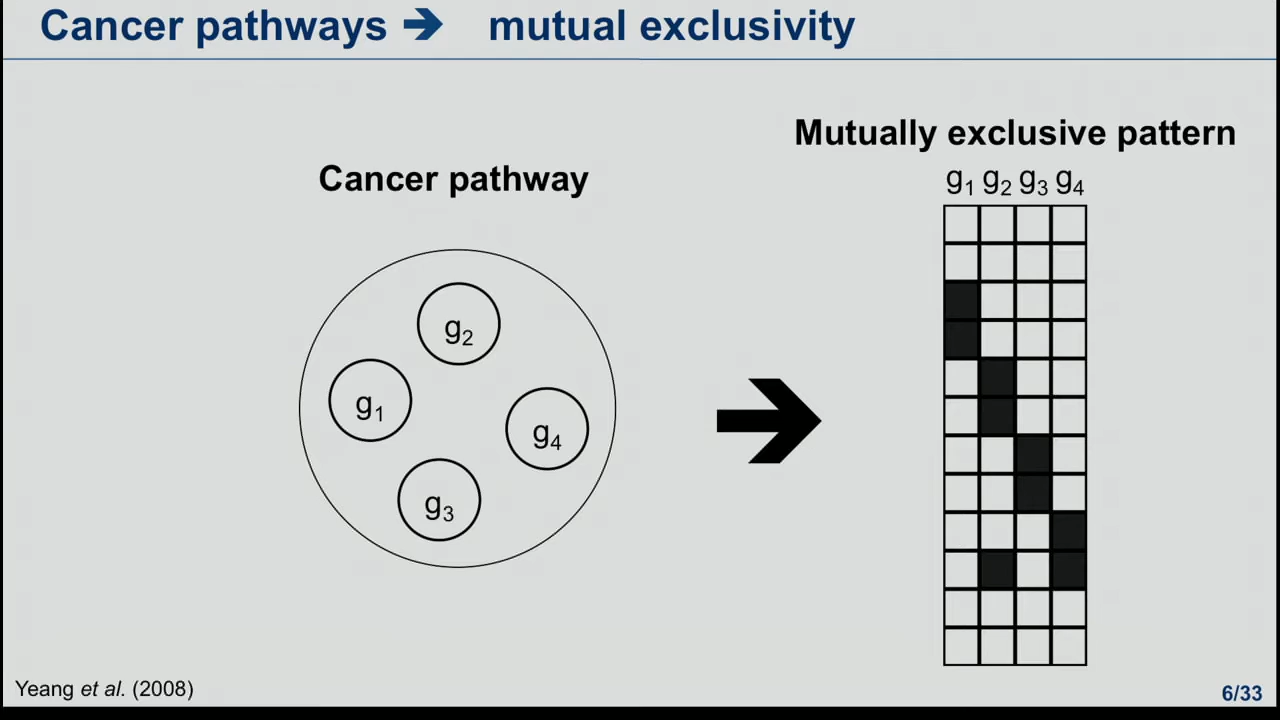 Cancer pathways ➔ mutual exclusivity
Mutually exclusive pattern
Cancer pathway
g1 g2 g3 g4
g2
g1
g4
g3
Yeang et al. (2008)
6/33